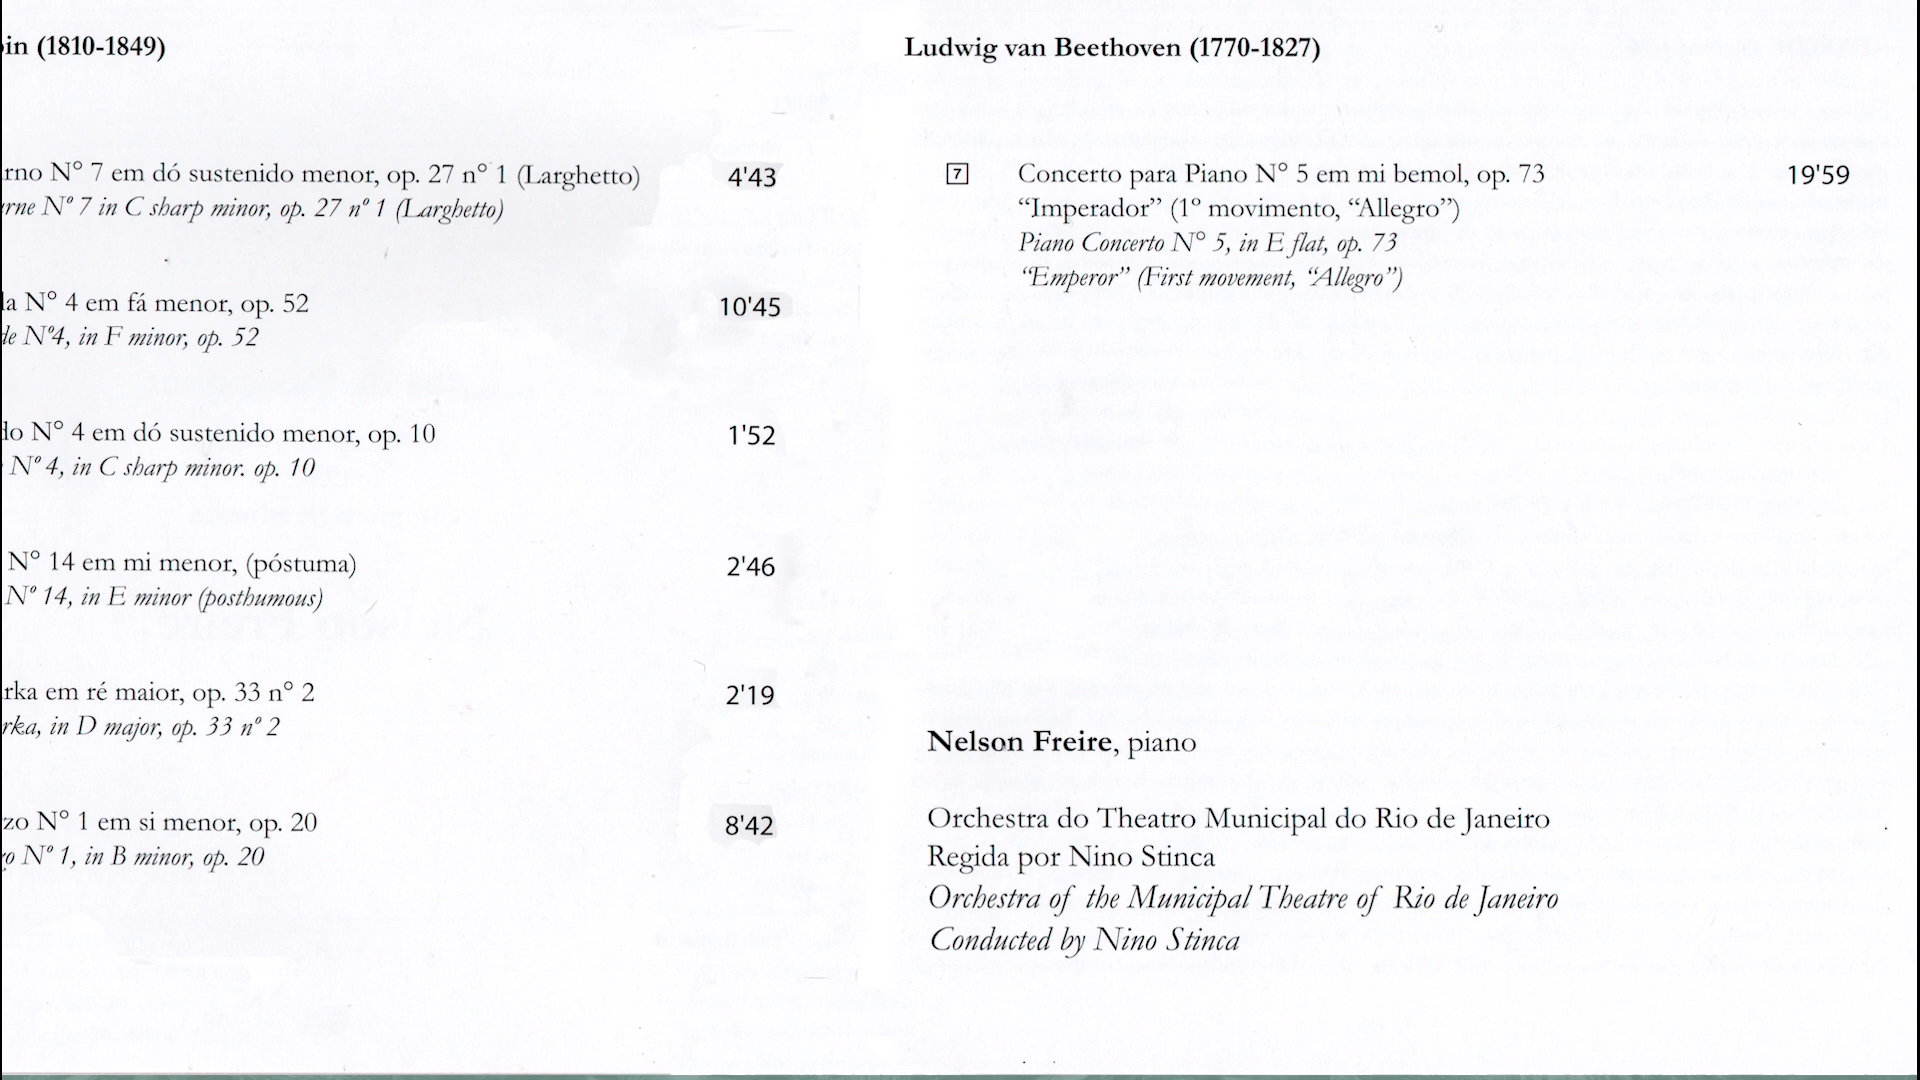 in (1810-1849)
rno N° 7 em dó sustenido menor, op. 27 n° 1 (Larghetto) 4'43
rne Nº 7 in C sharp minor, op. 27 nº 1 (Larghetto)
la N° 4 em fá menor, op. 52 10'45
de Nº4, in F minor, op. 52
do N° 4 em dó sustenido menor, op. 10 1'52
Nº 4, in C sharp minor. op. 10
N° 14 em mi menor, (póstuma) 2'46
Nº 14, in E minor (posthumous)
rka em ré maior, op. 33 n° 2 2'19
rka, in D major, op. 33 nº 2
zo N° 1 em si menor, op. 20 8'42
o Nº 1, in B minor, op. 20
Ludwig van Beethoven (1770-1827)
7 Concerto para Piano N° 5 em mi bemol, op. 73 19'59
“Imperador” (1º movimento, “Allegro”)
Piano Concerto N° 5, in E flat, op. 73
“Emperor” (First movement, “Allegro”)
Nelson Freire, piano
Orchestra do Theatro Municipal do Rio de Janeiro
Regida por Nino Stinca
Orchestra of the Municipal Theatre of Rio de Janeiro
Conducted by Nino Stinca